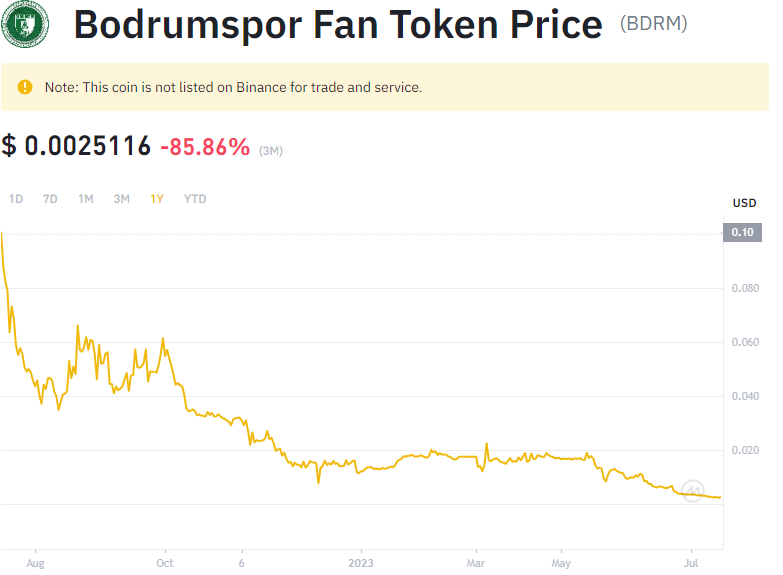 Bodrumspor Fan Token Price (BDRM)
Note: This coin is not listed on Binance for trade and service.
$ 0.0025116 -85.86% (3M)
1D 7D 1M 3M 1Y YTD
USD
0.10
0.080
0.060
0.040
0.020
Aug Oct 6 2023 Mar May Jul